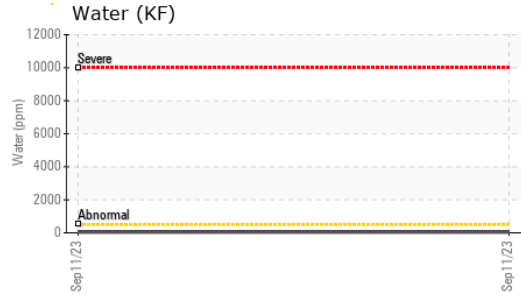 Water (KF)
12000
Severe
10000
8000
6000
4000
2000
Abnormal
0
Water (ppm)
Sep11/23
Sep11/23